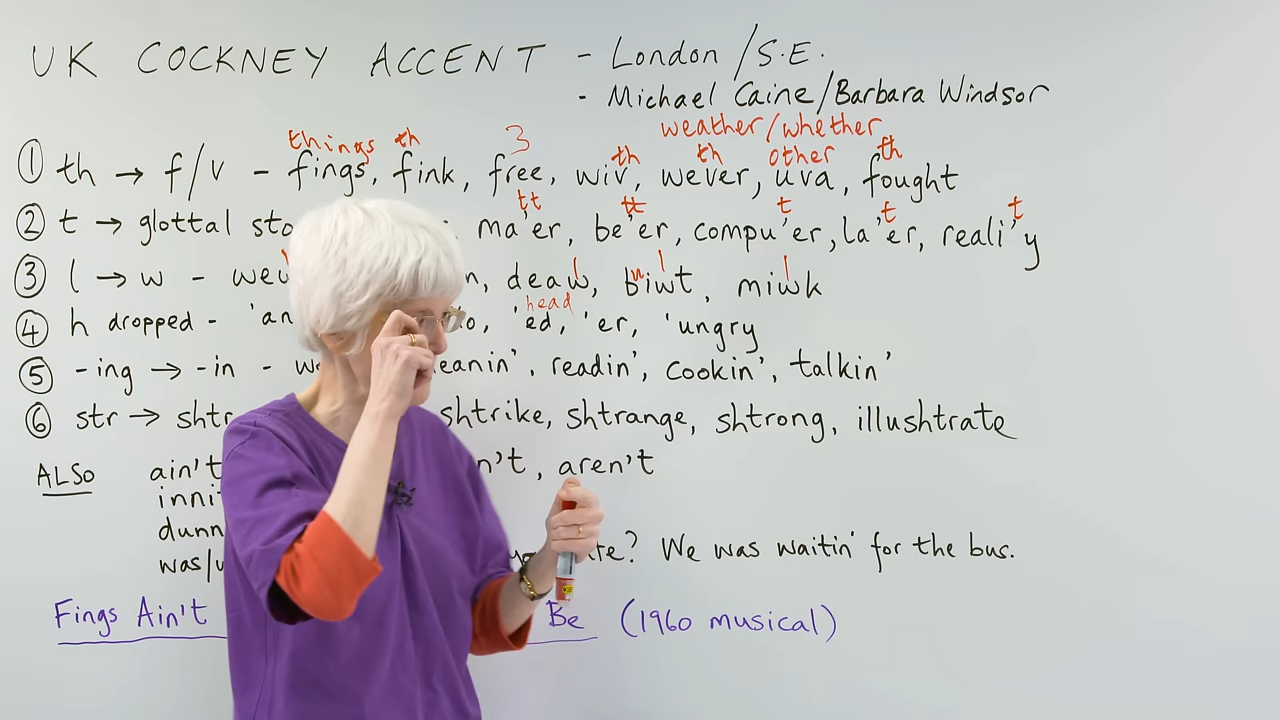 UK COCKNEY ACCENT - London / S.E.
- Michael Caine/Barbara Windsor
things th 3 weather/whether
th th other th
① th → f/v - fings, fink, free, wiv, wever, uva, fought
tt tt t t t
② t → glottal ma'er, be'er, compu'er, la'er, reali'y
l l n l l
③ l → w - deaw, biwt, miwk
head
④ h dropped - 'ed, 'er, 'ungry
⑤ -ing → -in - readin', cookin', talkin'
⑥ str → shtrike, shtrange, shtrong, illushtrate
ALSO ain't aren't
We was waitin' for the bus.
Fings Ain't Be (1960 musical)